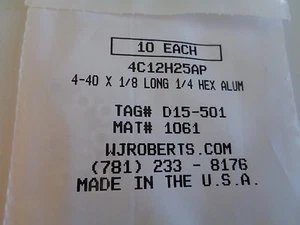 10 EACH
4C12H25AP
4-40 X 1/8 LONG 1/4 HEX ALUM
TAG# D15-501
MAT# 1061
WJROBERTS.COM
(781) 233 - 8176
MADE IN THE U.S.A.